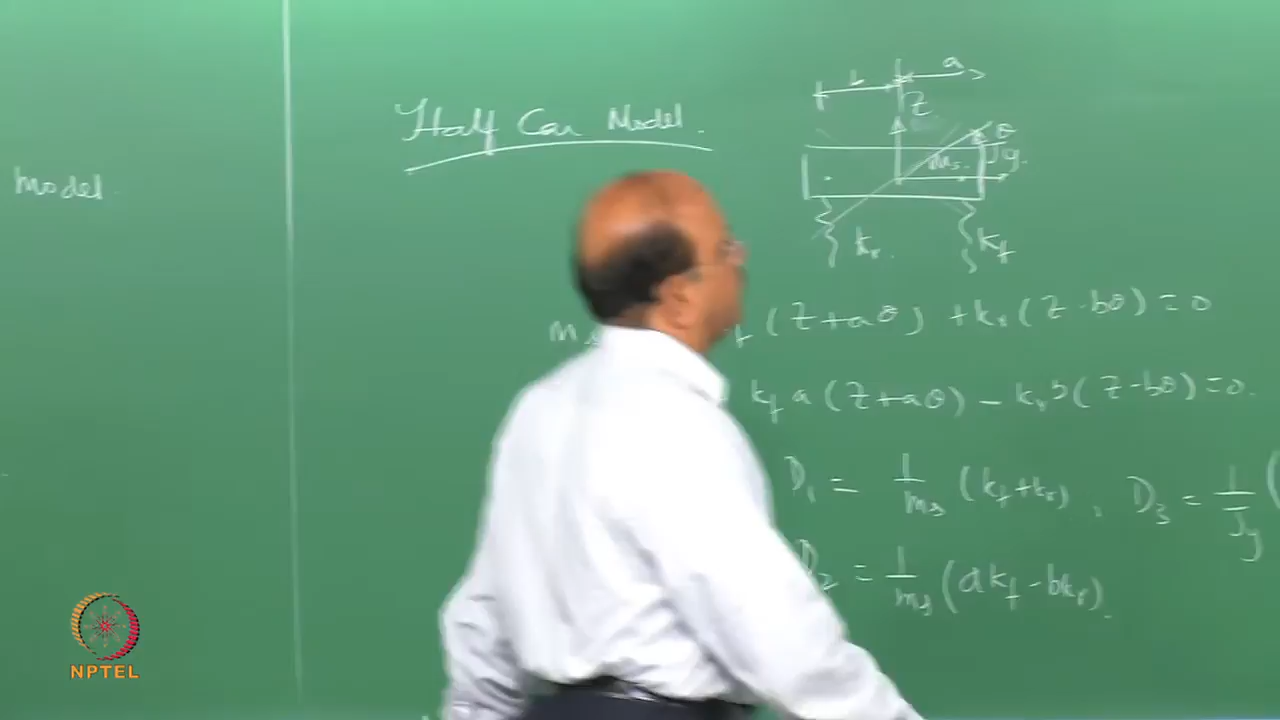 model
Half Car Model.
b a
Z
θ
ms. Jy.
kr. kf
m (Z+aθ) + kr (Z-bθ) = 0
kf a (Z+aθ) - kr b (Z-bθ) = 0.
D1 = 1/ms (kf+kr), D3 = 1/Jy (
2 = 1/ms (akf - bkr).
NPTEL